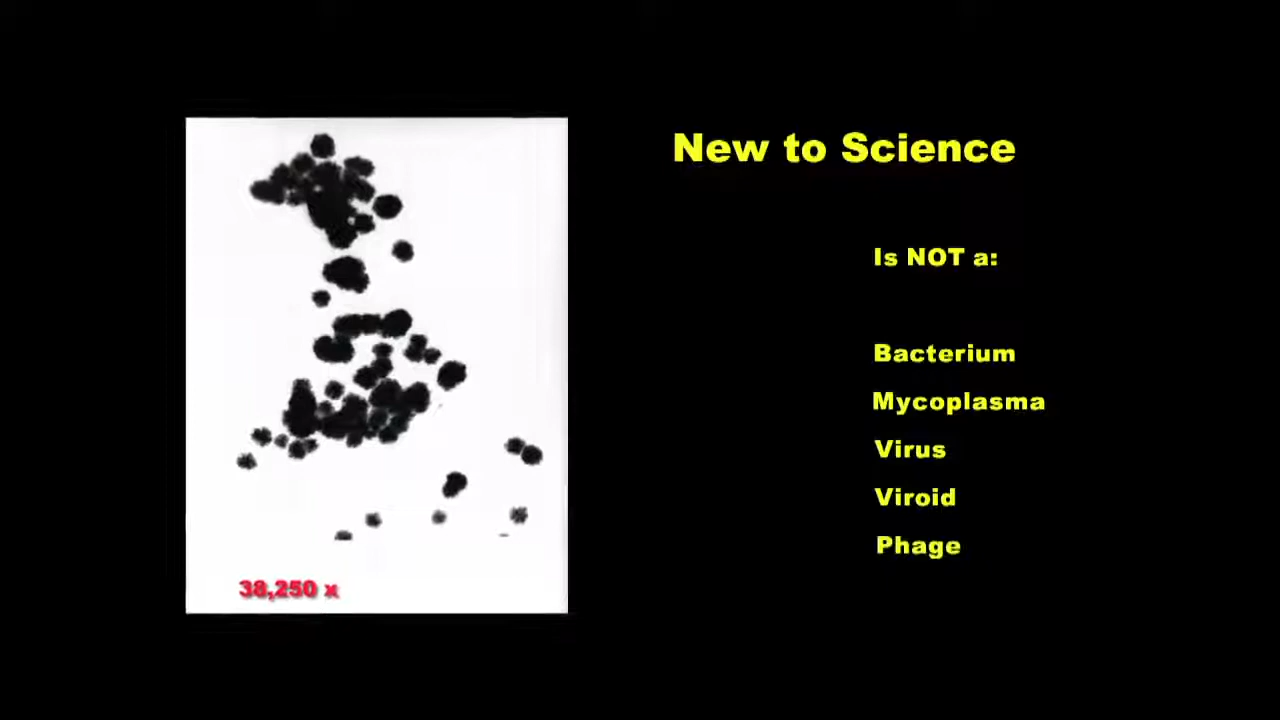 New to Science
Is NOT a:
Bacterium
Mycoplasma
Virus
Viroid
Phage
38,250 x